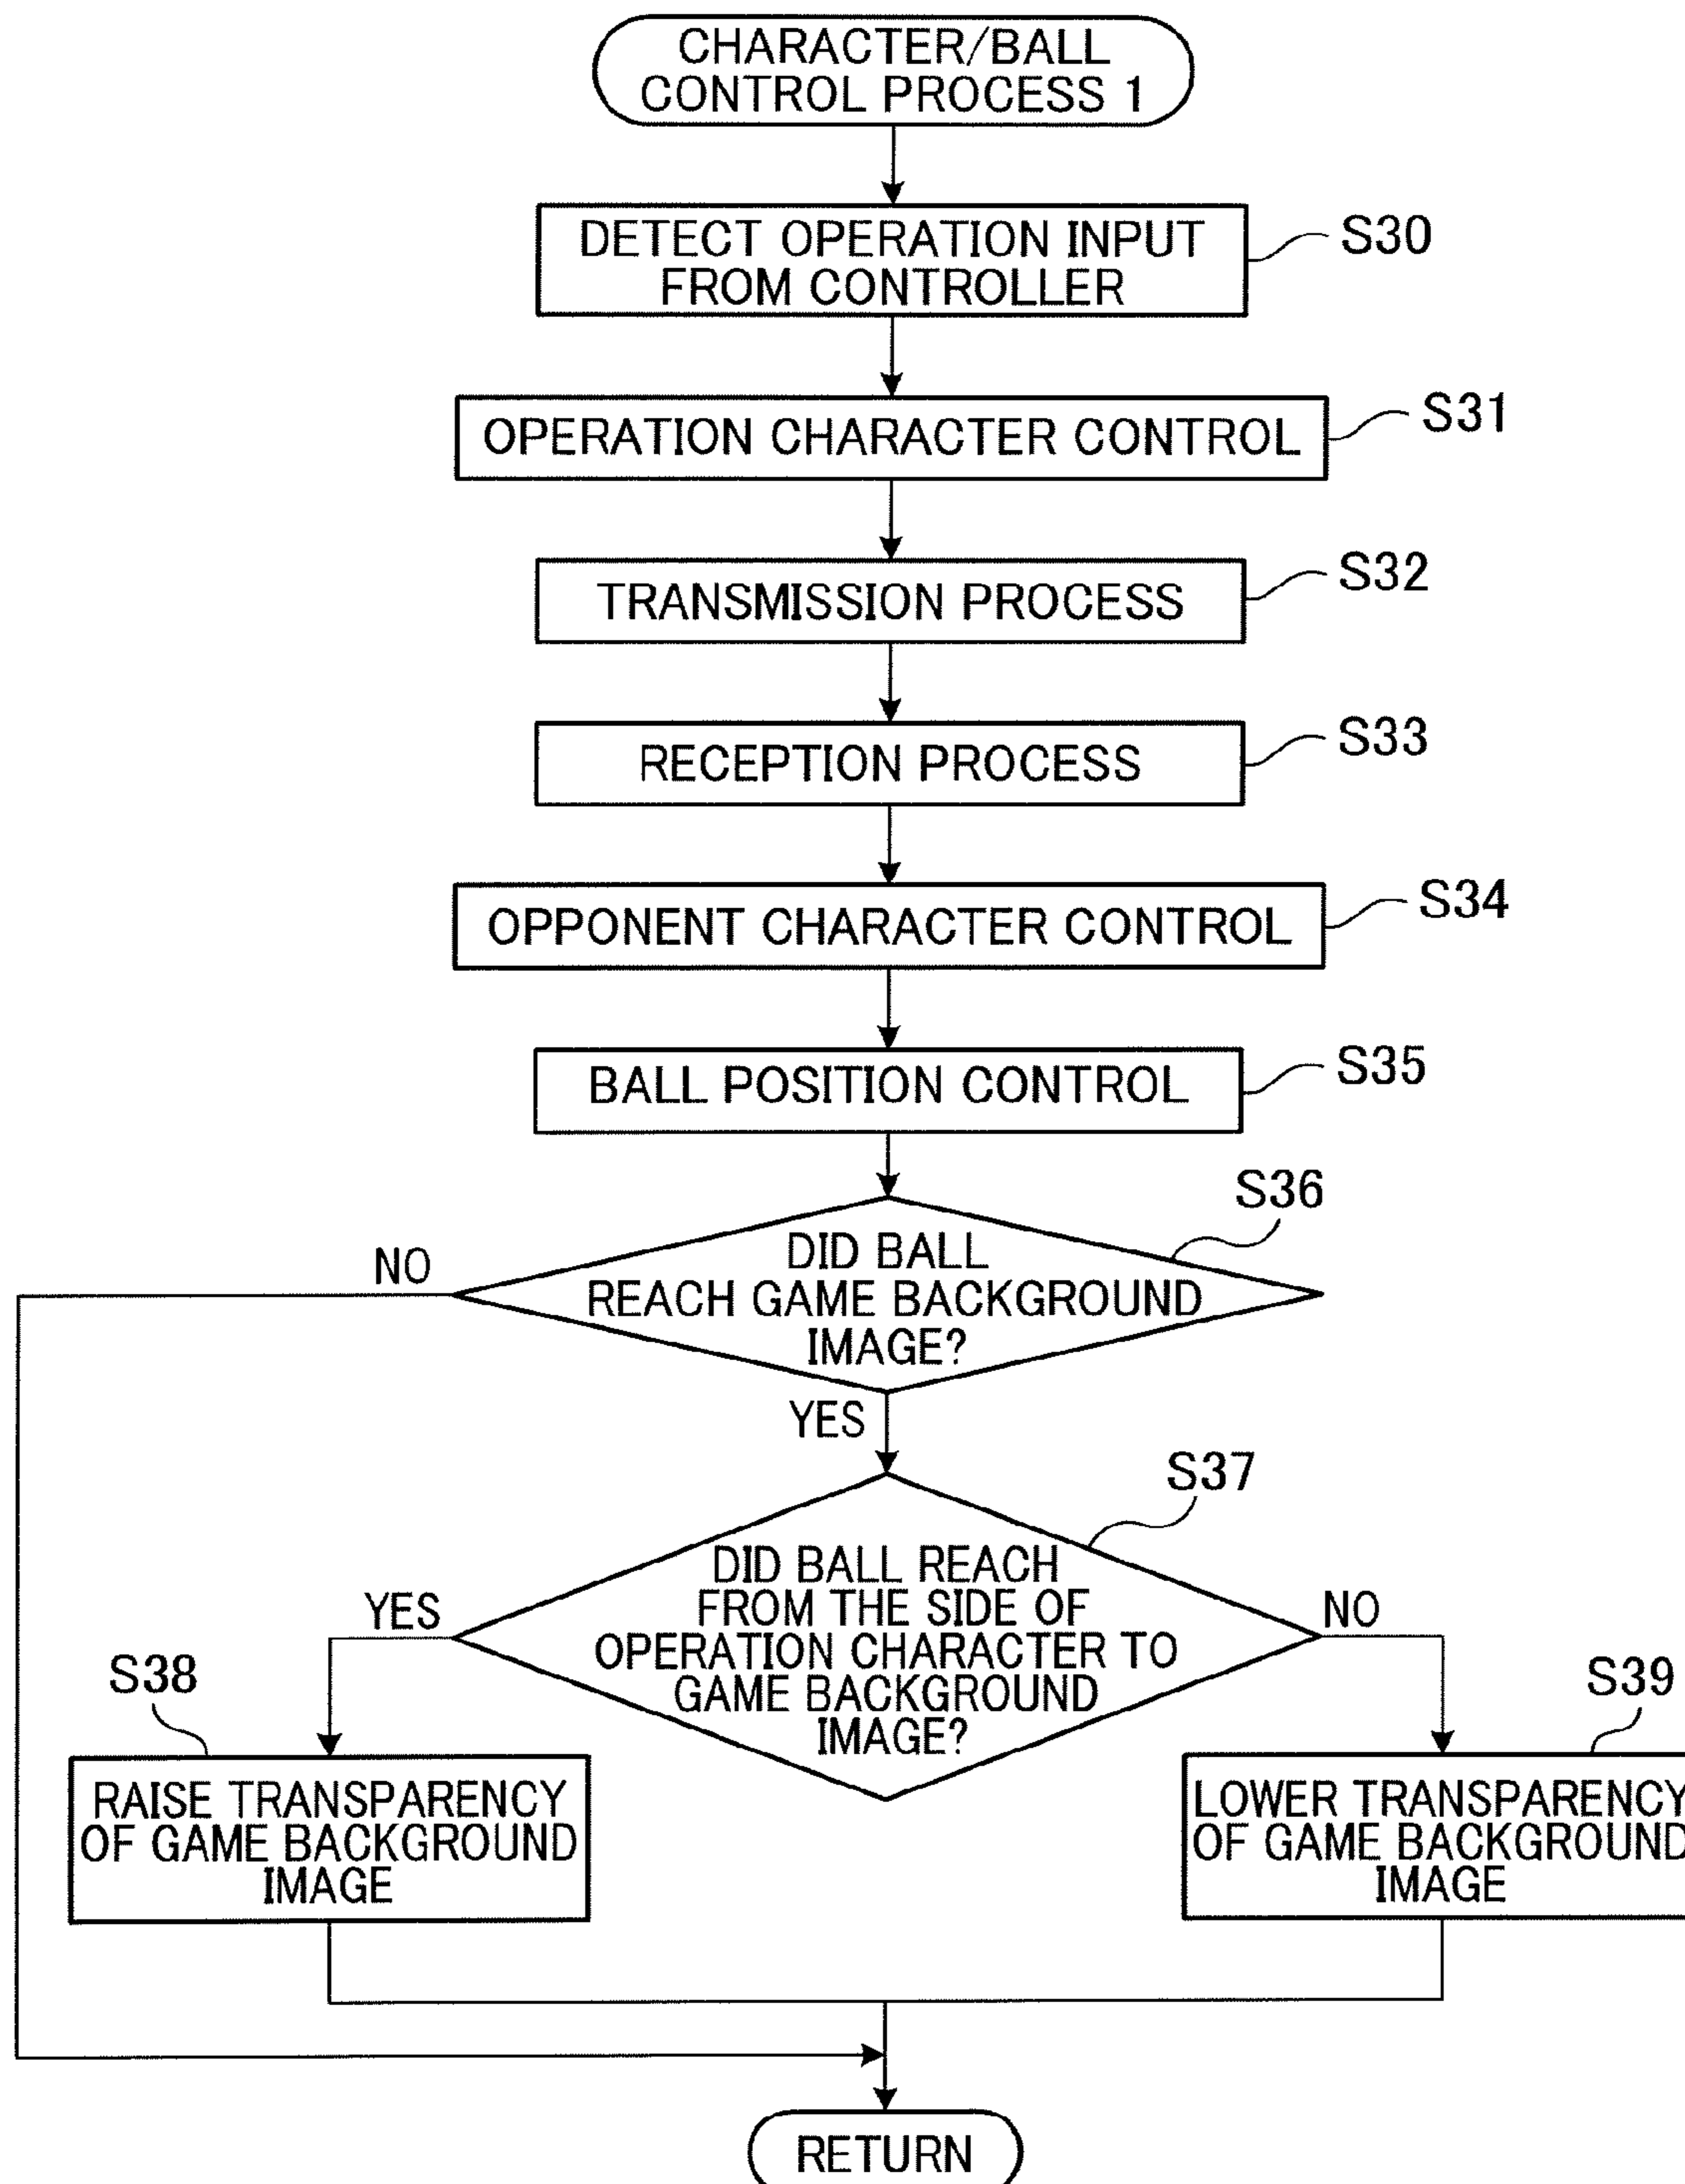 CHARACTER/BALL
CONTROL PROCESS 1
DETECT OPERATION INPUT
FROM CONTROLLER
S30
OPERATION CHARACTER CONTROL
S31
TRANSMISSION PROCESS
S32
RECEPTION PROCESS
S33
OPPONENT CHARACTER CONTROL
S34
BALL POSITION CONTROL
S35
S36
NO
DID BALL
REACH GAME BACKGROUND
IMAGE?
YES
S37
DID BALL REACH
FROM THE SIDE OF
OPERATION CHARACTER TO
GAME BACKGROUND
IMAGE?
YES
NO
S38
S39
RAISE TRANSPARENCY
OF GAME BACKGROUND
IMAGE
LOWER TRANSPARENCY
OF GAME BACKGROUND
IMAGE
RETURN